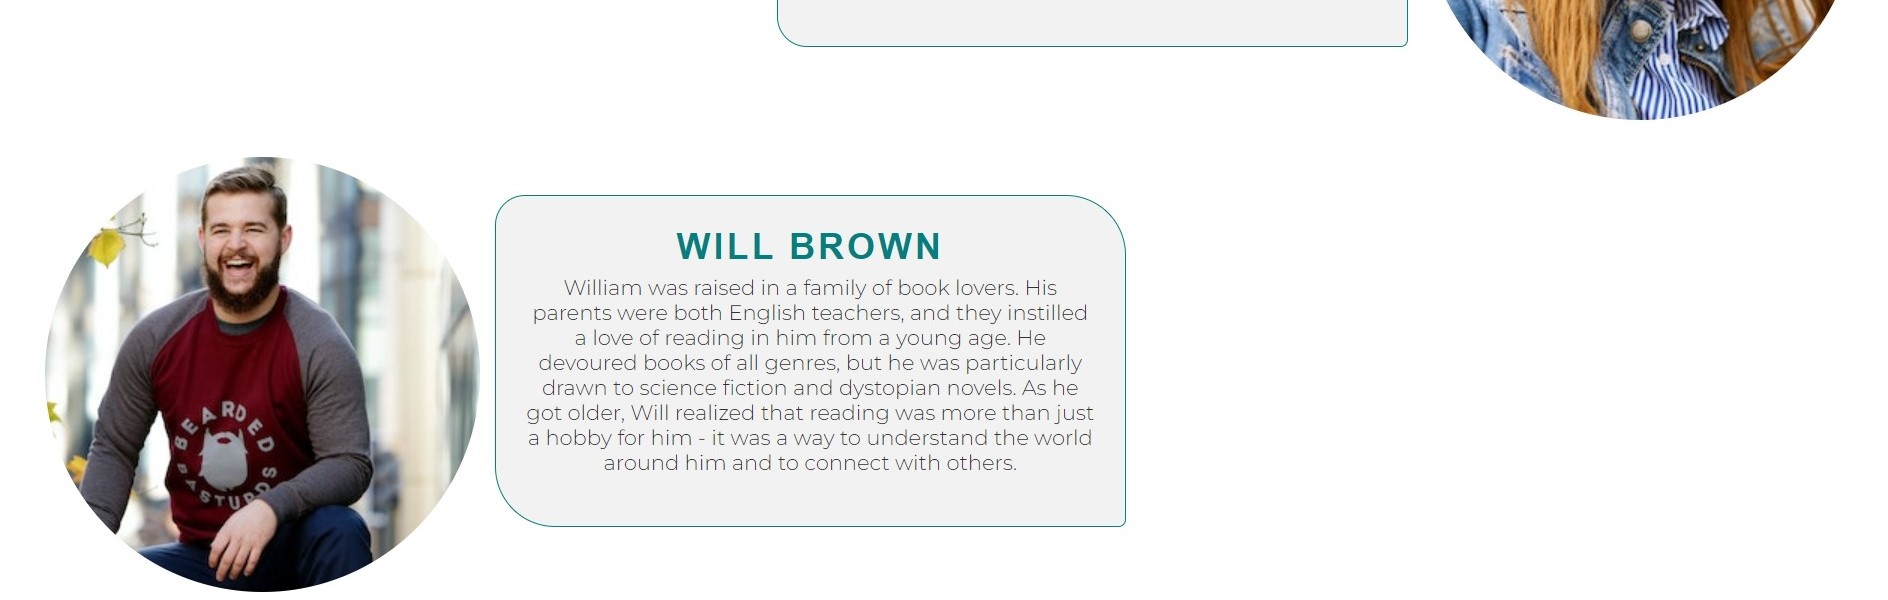 WILL BROWN
William was raised in a family of book lovers. His
parents were both English teachers, and they instilled
a love of reading in him from a young age. He
devoured books of all genres, but he was particularly
drawn to science fiction and dystopian novels. As he
got older, Will realized that reading was more than just
a hobby for him - it was a way to understand the world
around him and to connect with others.
BEARDED